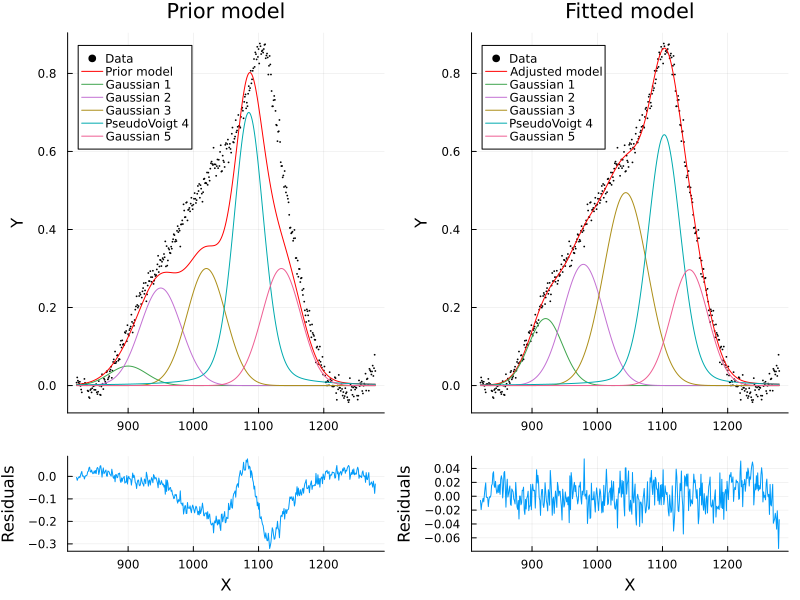 Prior model
Data
Prior model
Gaussian 1
Gaussian 2
Gaussian 3
PseudoVoigt 4
Gaussian 5
Y
0.8
0.6
0.4
0.2
0.0
900
1000
1100
1200
Residuals
0.0
−0.1
−0.2
−0.3
900
1000
1100
1200
X
Fitted model
Data
Adjusted model
Gaussian 1
Gaussian 2
Gaussian 3
PseudoVoigt 4
Gaussian 5
Y
0.8
0.6
0.4
0.2
0.0
900
1000
1100
1200
Residuals
0.04
0.02
0.00
−0.02
−0.04
−0.06
900
1000
1100
1200
X